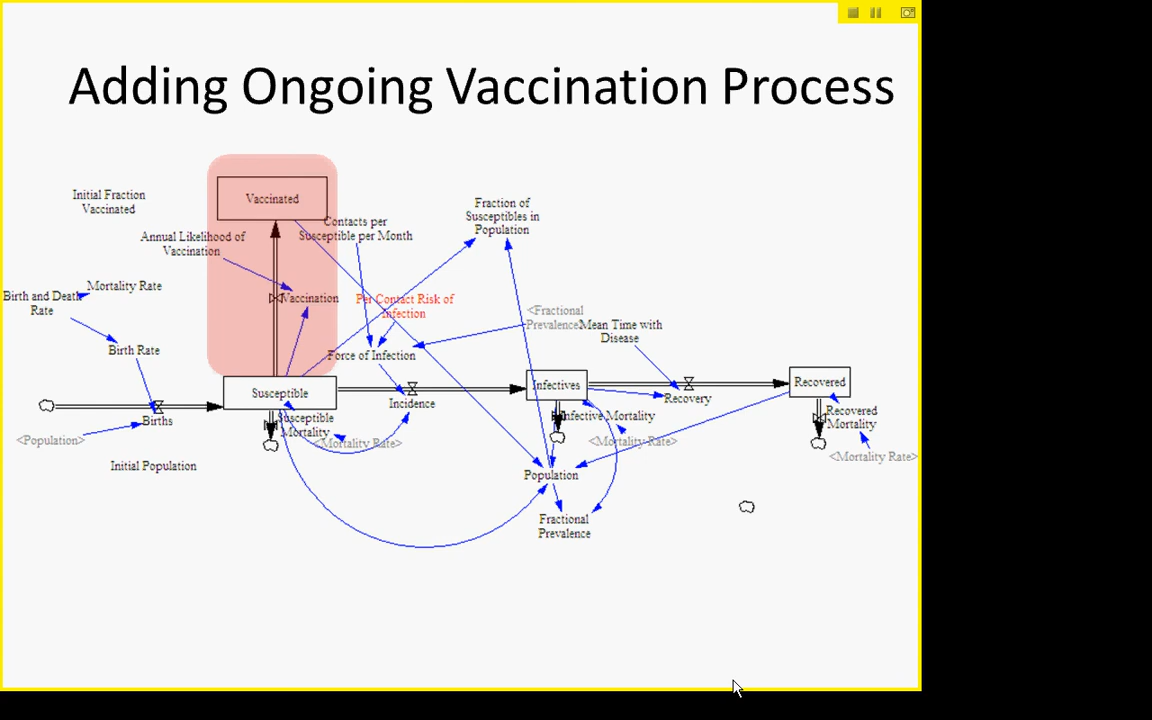 Adding Ongoing Vaccination Process
Initial Fraction
Vaccinated
Vaccinated
Contacts per
Susceptible per Month
Fraction of
Susceptibles in
Population
Annual Likelihood of
Vaccination
Mortality Rate
Birth and Death
Rate
Vaccination
Per Contact Risk of
Infection
<Fractional
Prevalence>
Mean Time with
Disease
Birth Rate
Force of Infection
Susceptible
Infectives
Recovered
Incidence
Recovery
Births
<Population>
Susceptible
Mortality
<Mortality Rate>
Infective Mortality
<Mortality Rate>
Recovered
Mortality
<Mortality Rate>
Initial Population
Population
Fractional
Prevalence